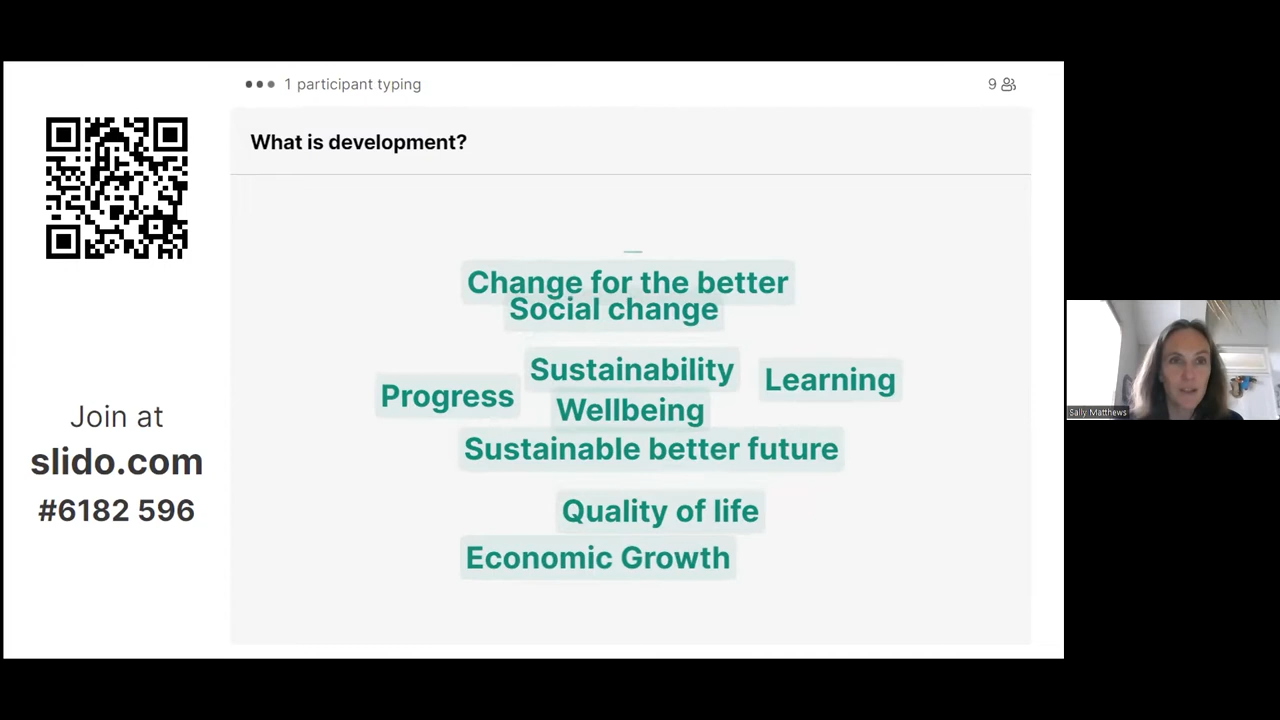 1 participant typing
9
What is development?
Change for the better
Social change
Sustainability
Learning
Progress
Wellbeing
Sustainable better future
Quality of life
Economic Growth
Join at
slido.com
#6182 596
Sally Matthews